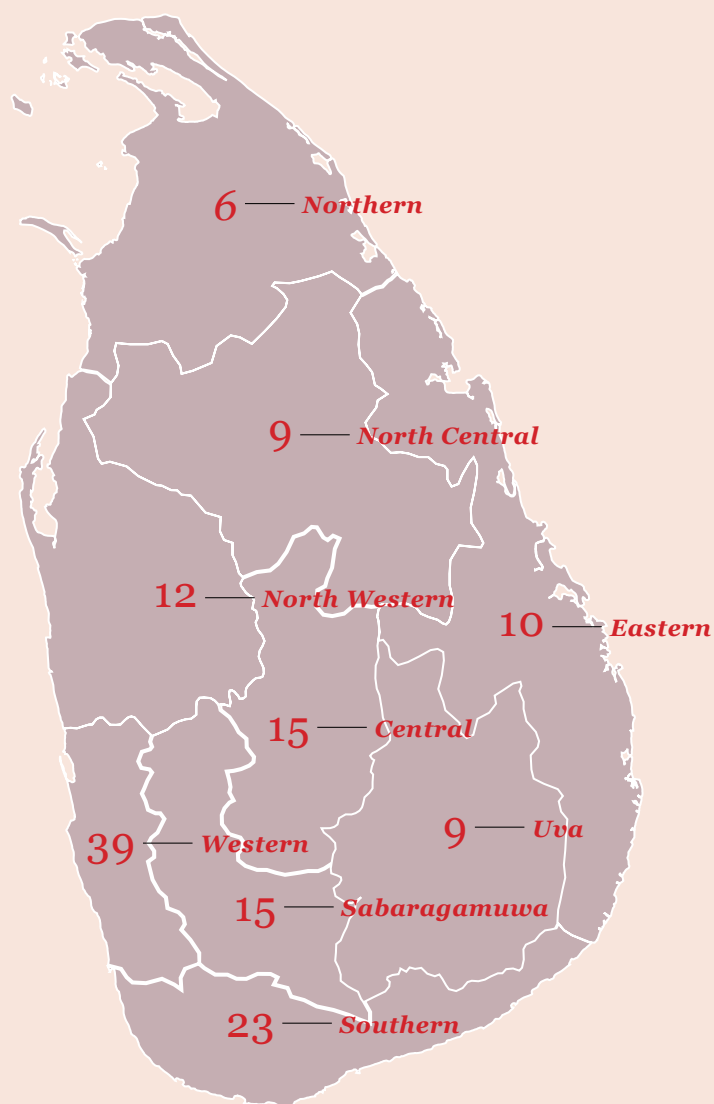 6 Northern
9 North Central
12 North Western
10 Eastern
15 Central
9 Uva
39 Western
15 Sabaragamuwa
23 Southern